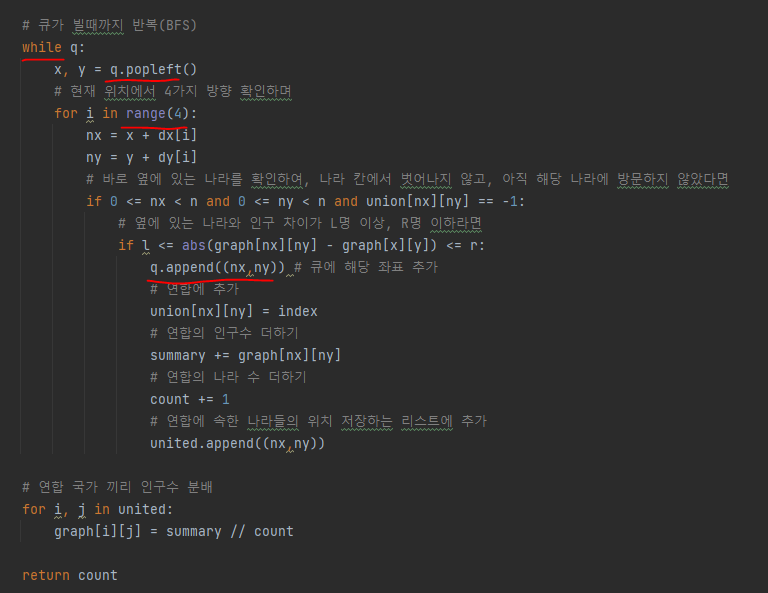 # 큐가 빌때까지 반복(BFS)
while q:
x, y = q.popleft()
# 현재 위치에서 4가지 방향 확인하며
for i in range(4):
nx = x + dx[i]
ny = y + dy[i]
# 바로 옆에 있는 나라를 확인하여, 나라 칸에서 벗어나지 않고, 아직 해당 나라에 방문하지 않았다면
if 0 <= nx < n and 0 <= ny < n and union[nx][ny] == -1:
# 옆에 있는 나라와 인구 차이가 L명 이상, R명 이하라면
if l <= abs(graph[nx][ny] - graph[x][y]) <= r:
q.append((nx,ny)) # 큐에 해당 좌표 추가
# 연합에 추가
union[nx][ny] = index
# 연합의 인구수 더하기
summary += graph[nx][ny]
# 연합의 나라 수 더하기
count += 1
# 연합에 속한 나라들의 위치 저장하는 리스트에 추가
united.append((nx,ny))
# 연합 국가 끼리 인구수 분배
for i, j in united:
graph[i][j] = summary // count
return count